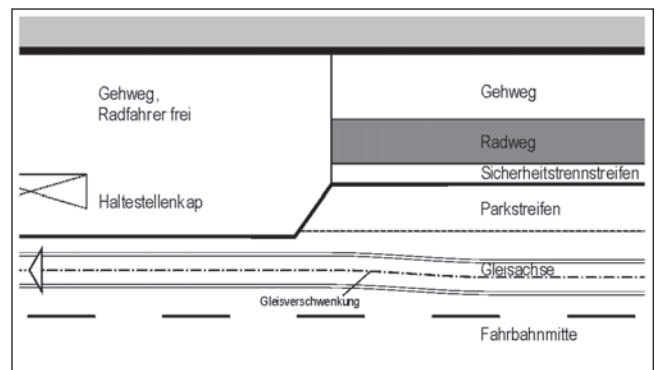 Gehweg,
Radfahrer frei
Haltestellenkap
Gehweg
Radweg
Sicherheitstrennstreifen
Parkstreifen
Gleisachse
Gleisverschwenkung
Fahrbahnmitte